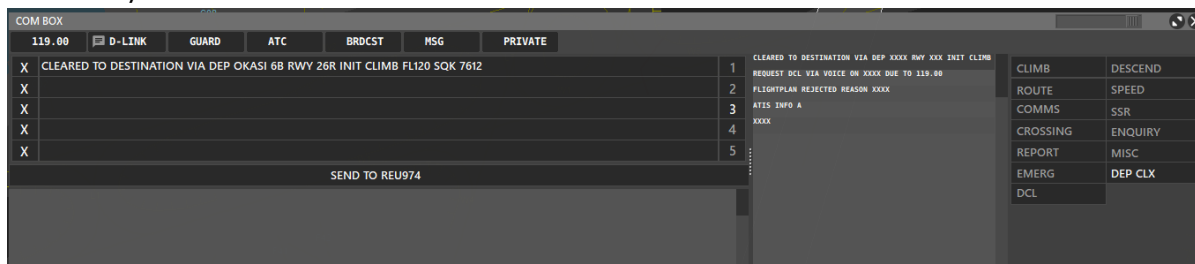 COM BOX
119.00 D-LINK GUARD ATC BRDCST MSG PRIVATE
X CLEARED TO DESTINATION VIA DEP OKASI 6B RWY 26R INIT CLIMB FL120 SQK 7612 1
X 2
X 3
X 4
X 5
SEND TO REU974
CLEARED TO DESTINATION VIA DEP XXXX RWY XXX INIT CLIMB
REQUEST DCL VIA VOICE ON XXXX DUE TO 119.00
FLIGHTPLAN REJECTED REASON XXXX
ATIS INFO A
XXXX
CLIMB DESCEND
ROUTE SPEED
COMMS SSR
CROSSING ENQUIRY
REPORT MISC
EMERG DEP CLX
DCL